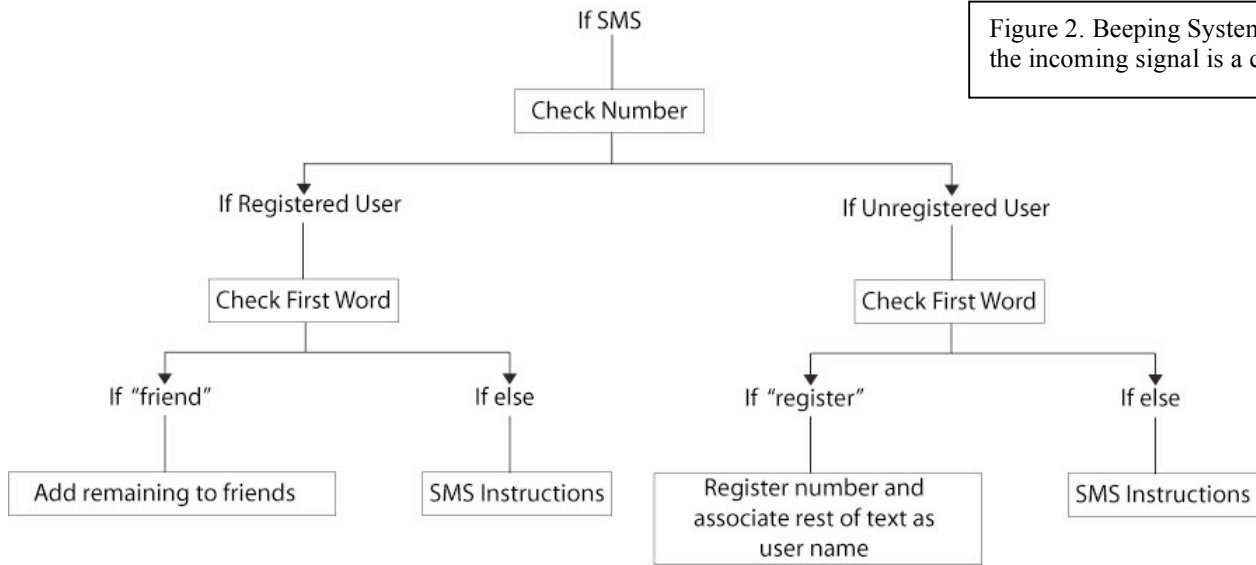 If SMS
Figure 2. Beeping System
the incoming signal is a
Check Number
If Registered User
If Unregistered User
Check First Word
Check First Word
If "friend"
If else
If "register"
If else
Add remaining to friends
SMS Instructions
Register number and
associate rest of text as
user name
SMS Instructions